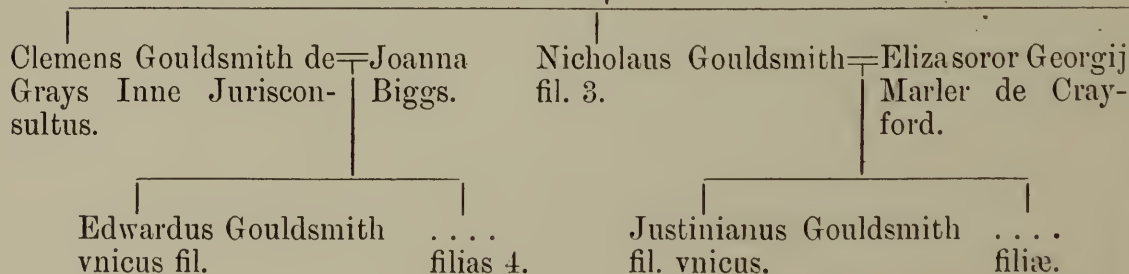 Clemens Gouldsmith de Joanna
Grays Inne Juriscon- Biggs.
sultus.
Nicholaus Gouldsmith Eliza soror Georgij
fil. 3. Marler de Cray-
ford.
Edwardus Gouldsmith ....
vnicus fil. filias 4.
Justinianus Gouldsmith ....
fil. vnicus. filiæ.